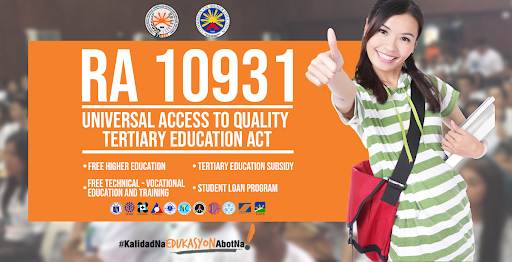 RA 10931
UNIVERSAL ACCESS TO QUALITY
TERTIARY EDUCATION ACT
• FREE HIGHER EDUCATION
• FREE TECHNICAL - VOCATIONAL
EDUCATION AND TRAINING
• TERTIARY EDUCATION SUBSIDY
• STUDENT LOAN PROGRAM
#KalidadNaEDUKASYONAbotNa!